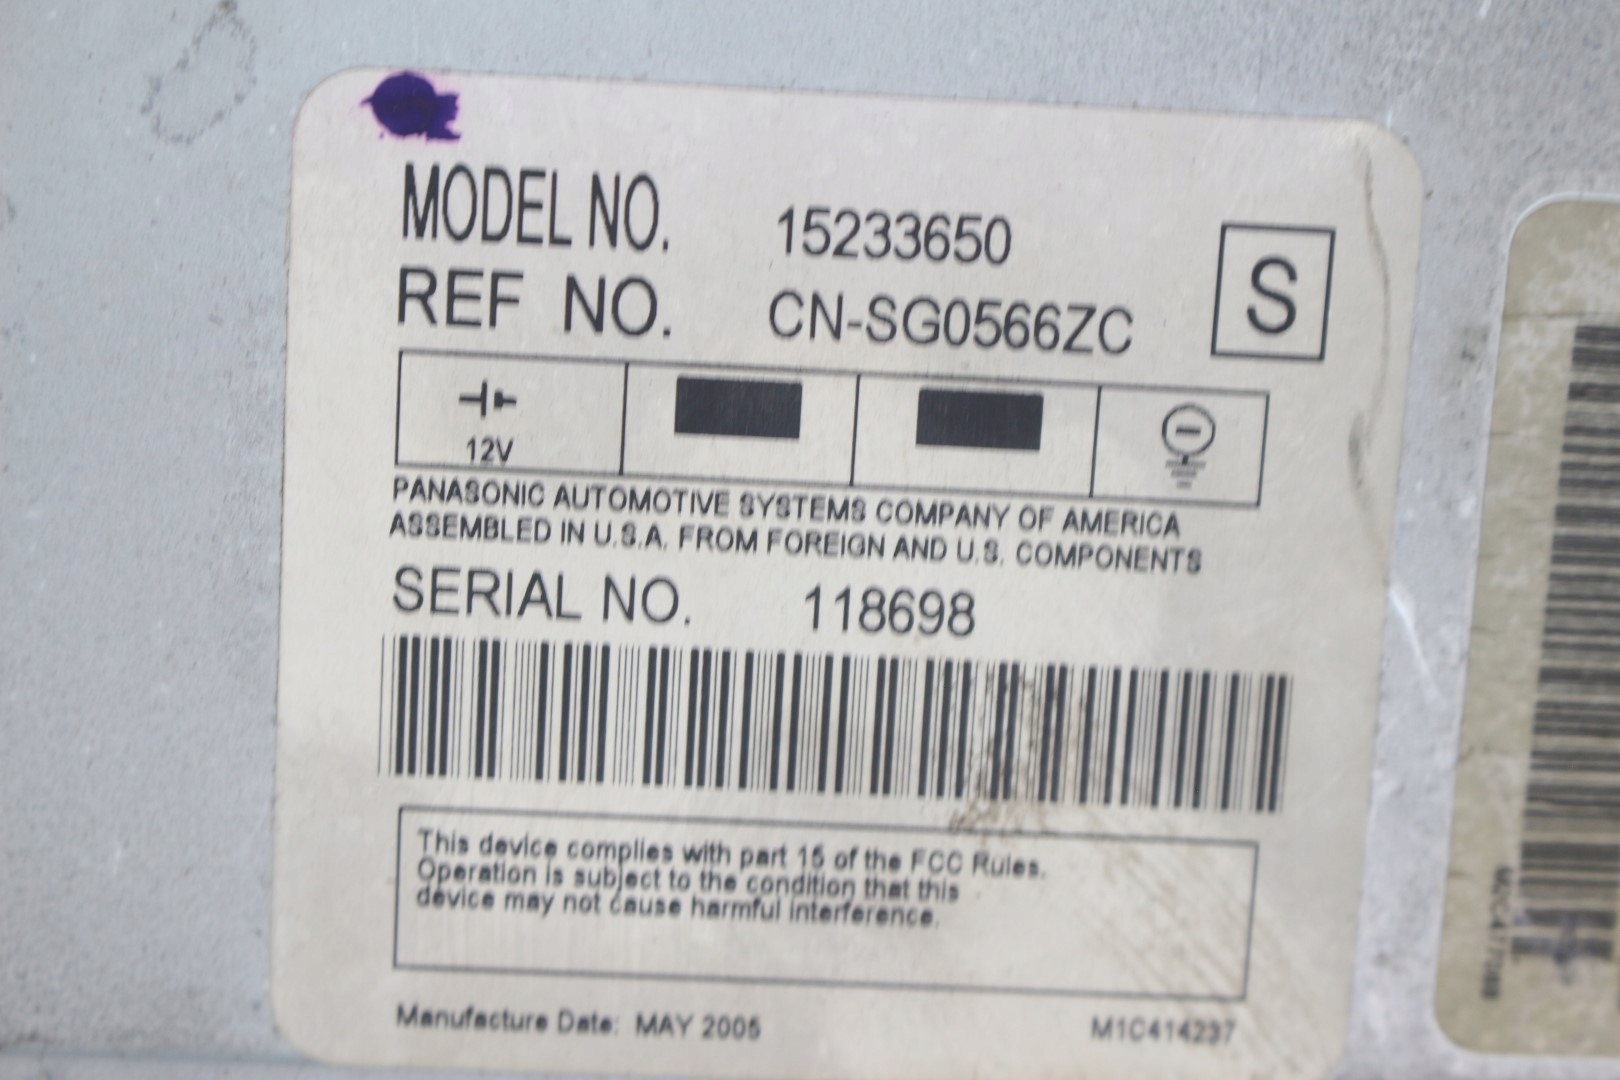 MODEL NO. 15233650
REF NO. CN-SG0566ZC
S
12V
PANASONIC AUTOMOTIVE SYSTEMS COMPANY OF AMERICA
ASSEMBLED IN U.S.A. FROM FOREIGN AND U.S. COMPONENTS
SERIAL NO. 118698
This device complies with part 15 of the FCC Rules.
Operation is subject to the condition that this
device may not cause harmful interference.
Manufacture Date: MAY 2005 M1C414237